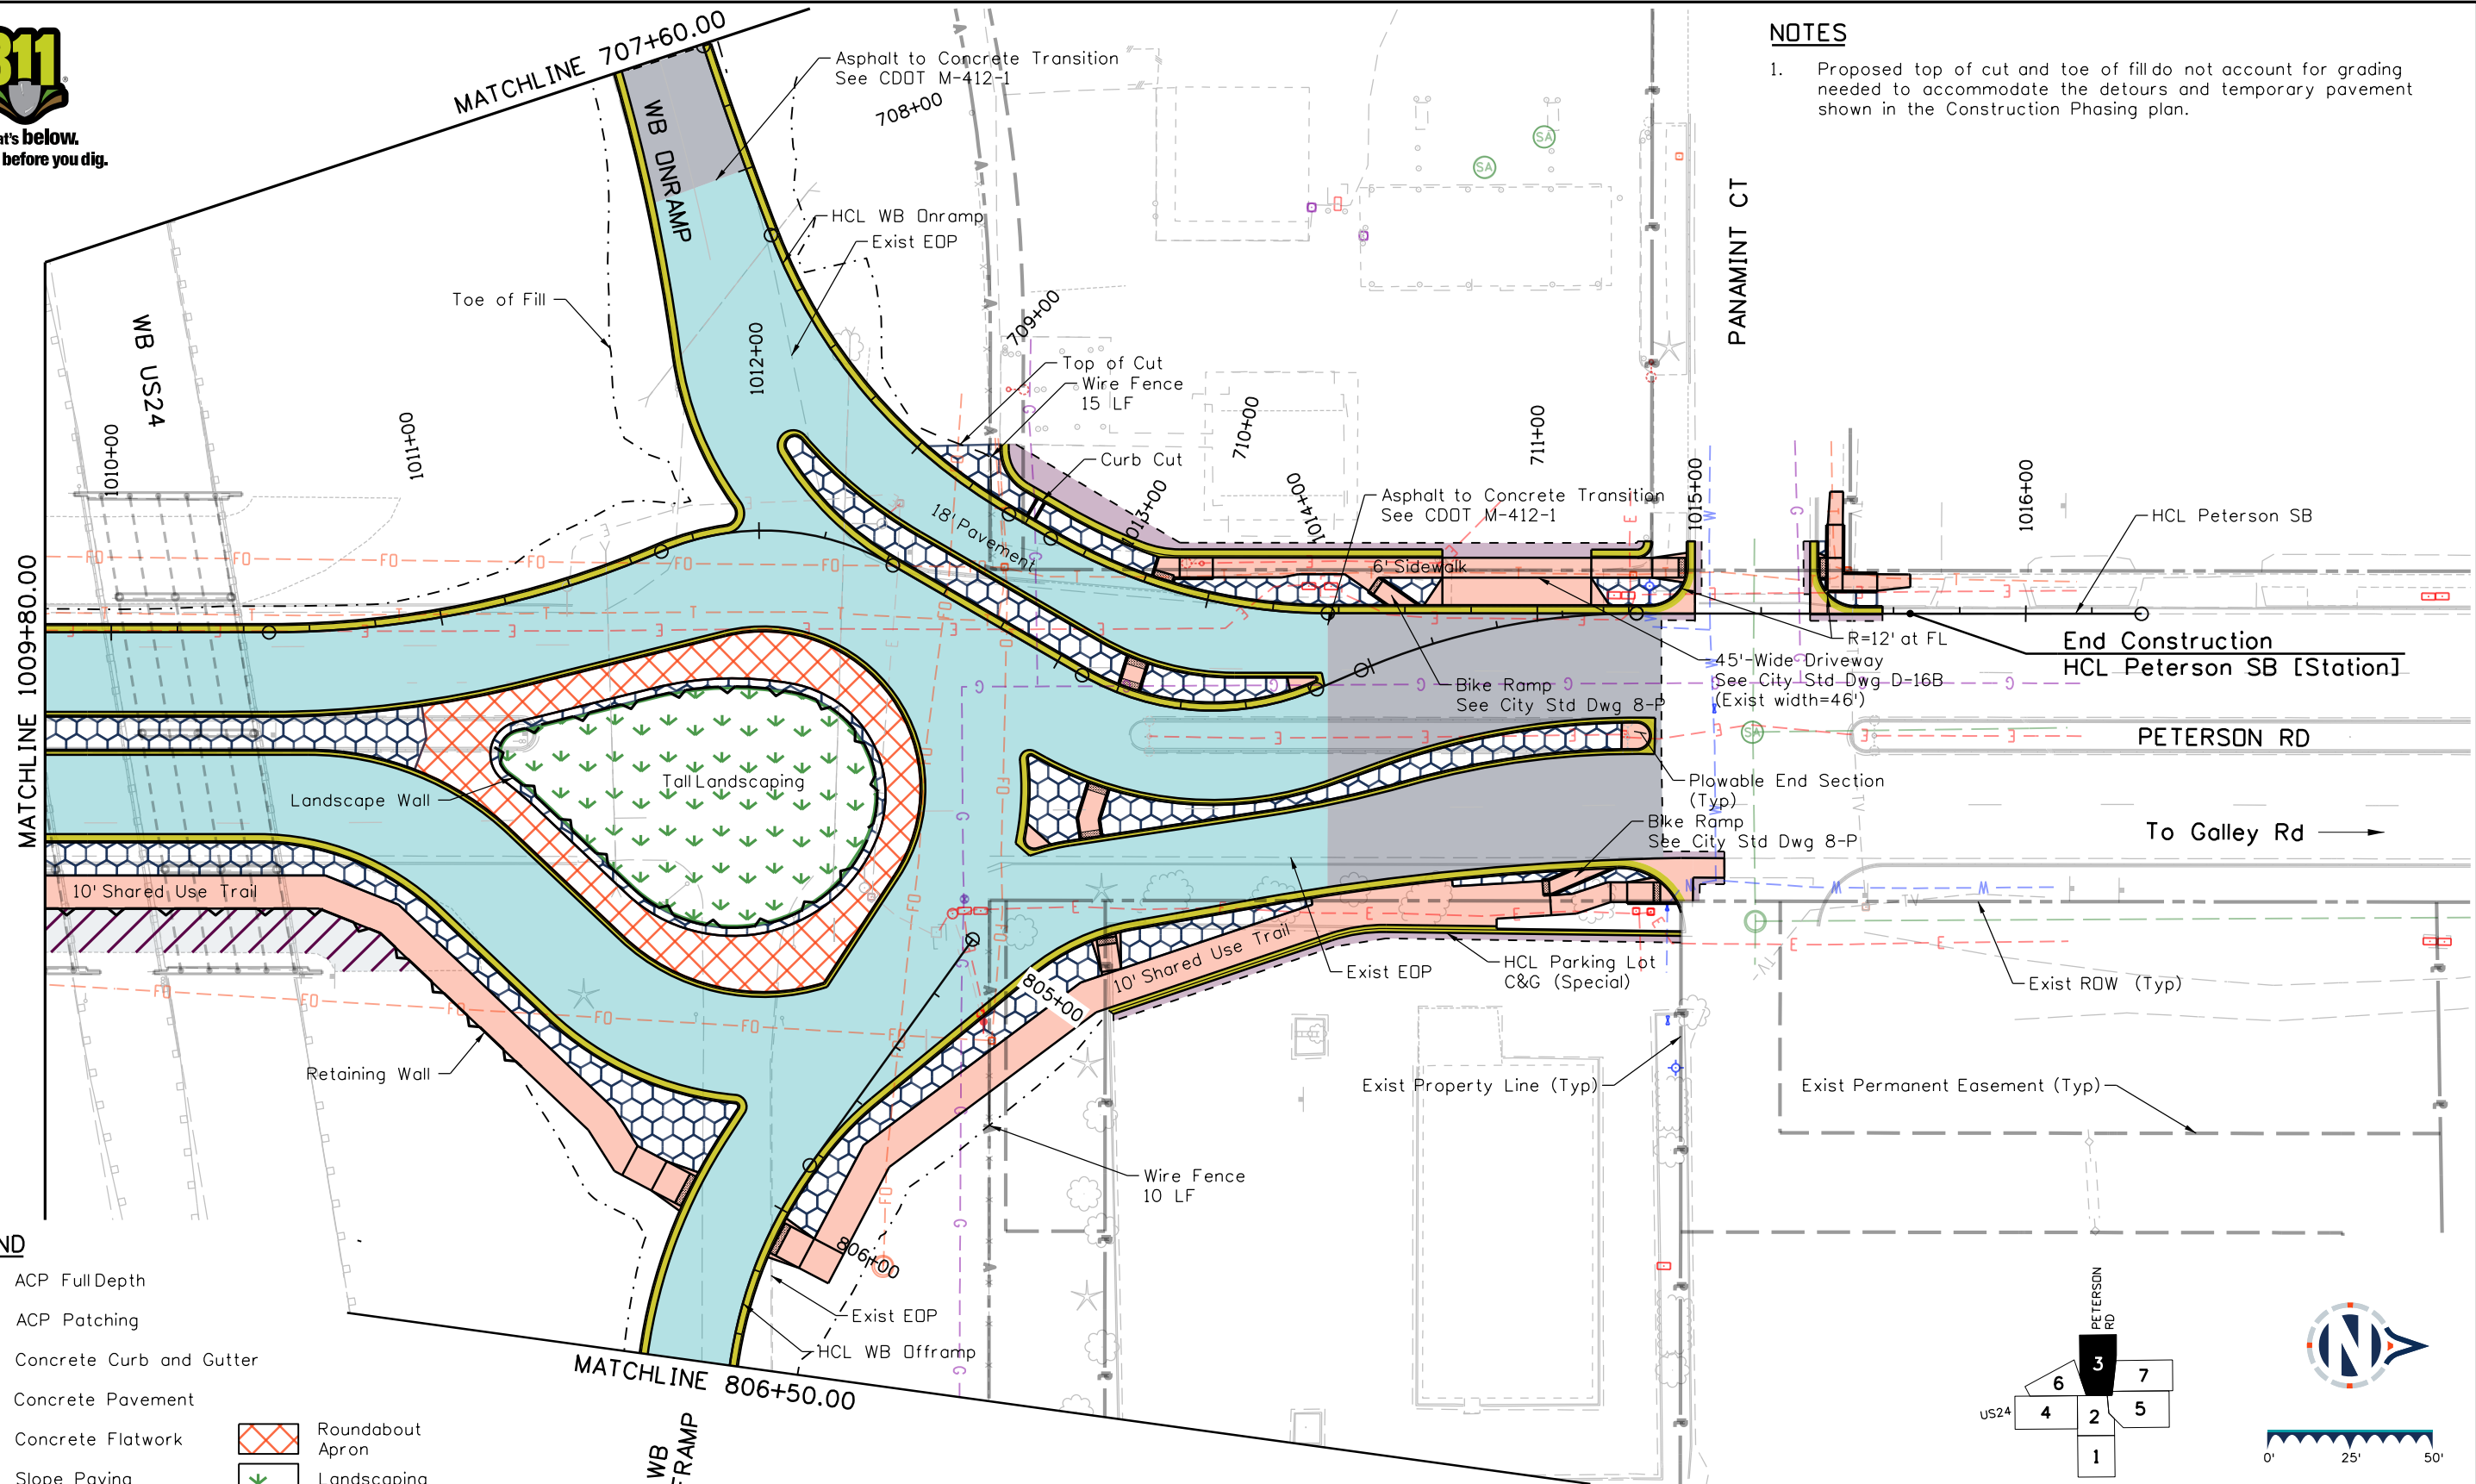 811
below.
before you dig.
MATCHLINE 707+60.00
Asphalt to Concrete Transition
See CDOT M-412-1
708+00
WB ONRAMP
HCL WB Onramp
Exist EOP
Toe of Fill
NOTES
1. Proposed top of cut and toe of fill do not account for grading
needed to accommodate the detours and temporary pavement
shown in the Construction Phasing plan.
SA
SA
PANAMINT CT
WB US24
1010+00
1011+00
1012+00
709+00
Top of Cut
Wire Fence
15 LF
Curb Cut
18' Pavement
1013+00
710+00
1014+00
711+00
Asphalt to Concrete Transition
See CDOT M-412-1
6' Sidewalk
1015+00
1016+00
HCL Peterson SB
R=12' at FL
End Construction
HCL Peterson SB [Station]
45'-Wide Driveway
See City Std Dwg D-16B
(Exist width=46')
Bike Ramp
See City Std Dwg 8-P
MATCHLINE 1009+80.00
SA
PETERSON RD
Tall Landscaping
Landscape Wall
Plowable End Section
(Typ)
Bike Ramp
See City Std Dwg 8-P
To Galley Rd
10' Shared Use Trail
10' Shared Use Trail
805+00
Exist EOP
HCL Parking Lot
C&G (Special)
Exist ROW (Typ)
Retaining Wall
Exist Property Line (Typ)
Exist Permanent Easement (Typ)
Wire Fence
10 LF
806+00
Exist EOP
HCL WB Offramp
MATCHLINE 806+50.00
WB
ACP Full Depth
ACP Patching
Concrete Curb and Gutter
Concrete Pavement
Concrete Flatwork
Slope Paving
Roundabout
Apron
Landscaping
PETERSON
RD
3
6
7
US24
4
2
5
1
N
0'
25'
50'